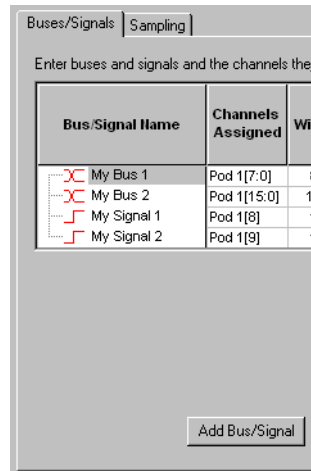 Buses/Signals Sampling
Enter buses and signals and the channels the
Bus/Signal Name Channels Assigned Wi
My Bus 1 Pod 1[7:0]
My Bus 2 Pod 1[15:0] 1
My Signal 1 Pod 1[8]
My Signal 2 Pod 1[9]
Add Bus/Signal